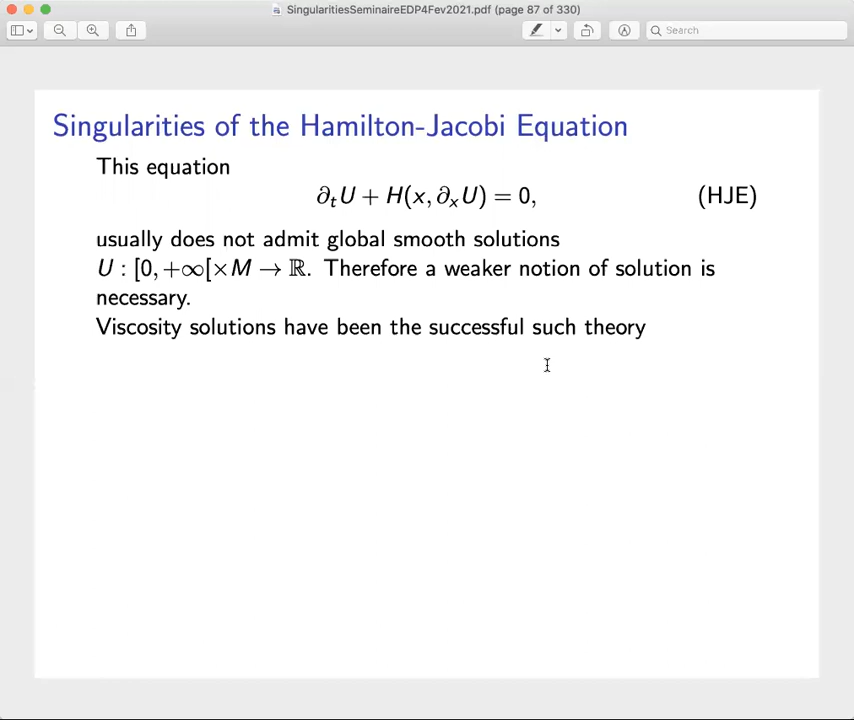 SingularitiesSeminaireEDP4Fev2021.pdf (page 87 of 330)
Search
Singularities of the Hamilton-Jacobi Equation
This equation
∂ₜU + H(x, ∂ₓU) = 0, (HJE)
usually does not admit global smooth solutions
U : [0, +∞[×M → ℝ. Therefore a weaker notion of solution is
necessary.
Viscosity solutions have been the successful such theory